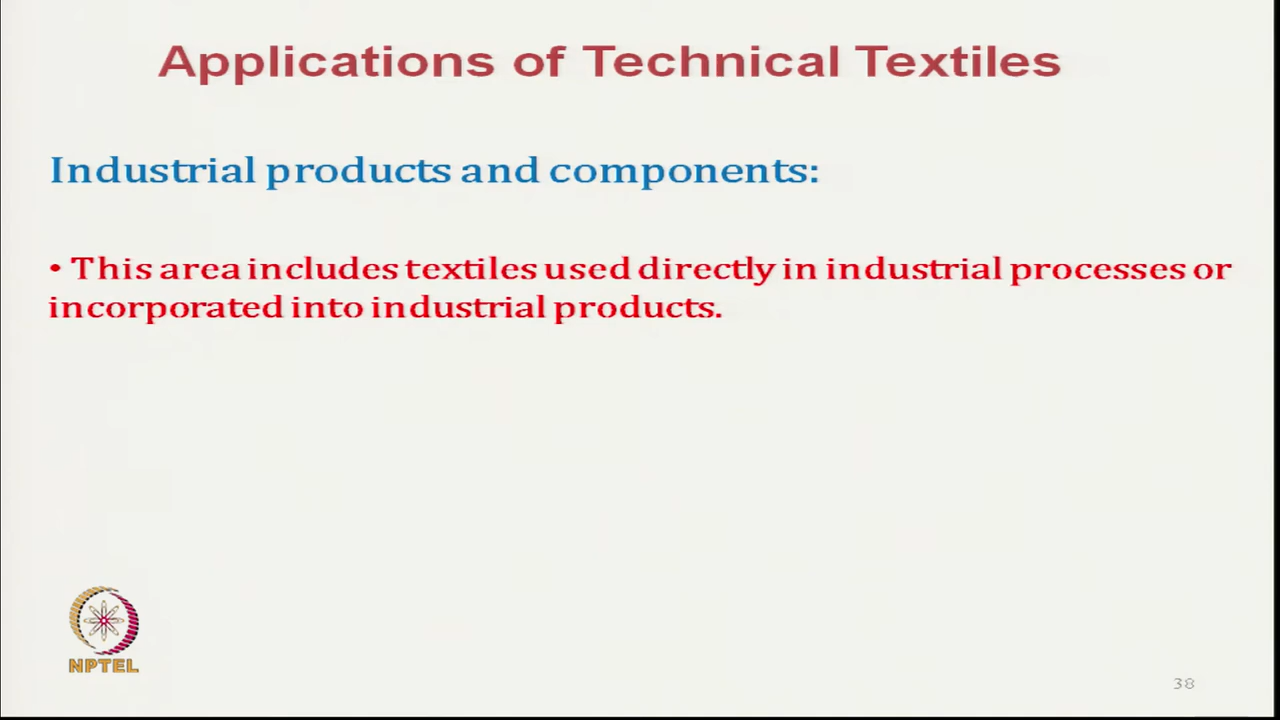 Applications of Technical Textiles
Industrial products and components:
• This area includes textiles used directly in industrial processes or
incorporated into industrial products.
NPTEL
38